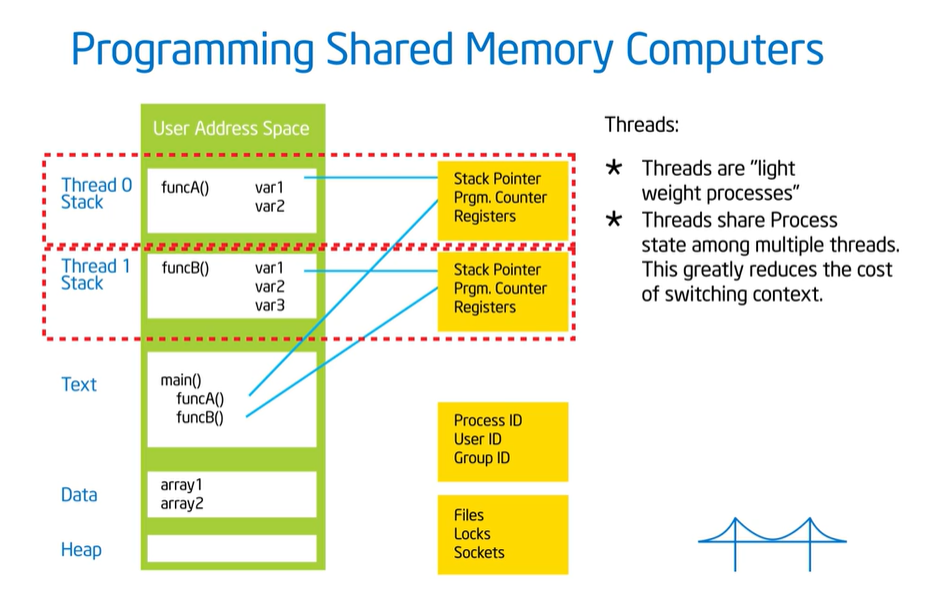 Programming Shared Memory Computers
User Address Space
Thread 0
Stack
funcA()
var1
var2
Stack Pointer
Prgm. Counter
Registers
Thread 1
Stack
funcB()
var1
var2
var3
Stack Pointer
Prgm. Counter
Registers
Text
main()
funcA()
funcB()
Data
array1
array2
Heap
Process ID
User ID
Group ID
Files
Locks
Sockets
Threads:
* Threads are "light
weight processes"
* Threads share Process
state among multiple threads.
This greatly reduces the cost
of switching context.